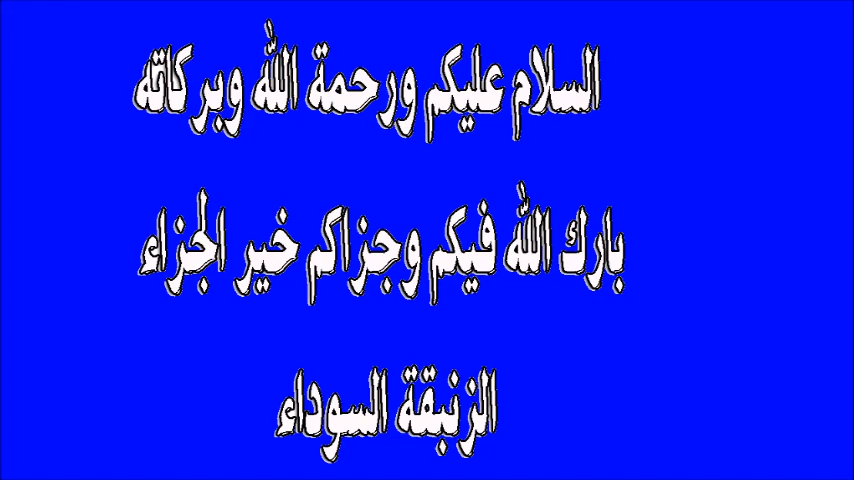 السلام عليكم ورحمة الله وبركاته
بارك الله فيكم وجزاكم خير الجزاء
الزنبقة السوداء